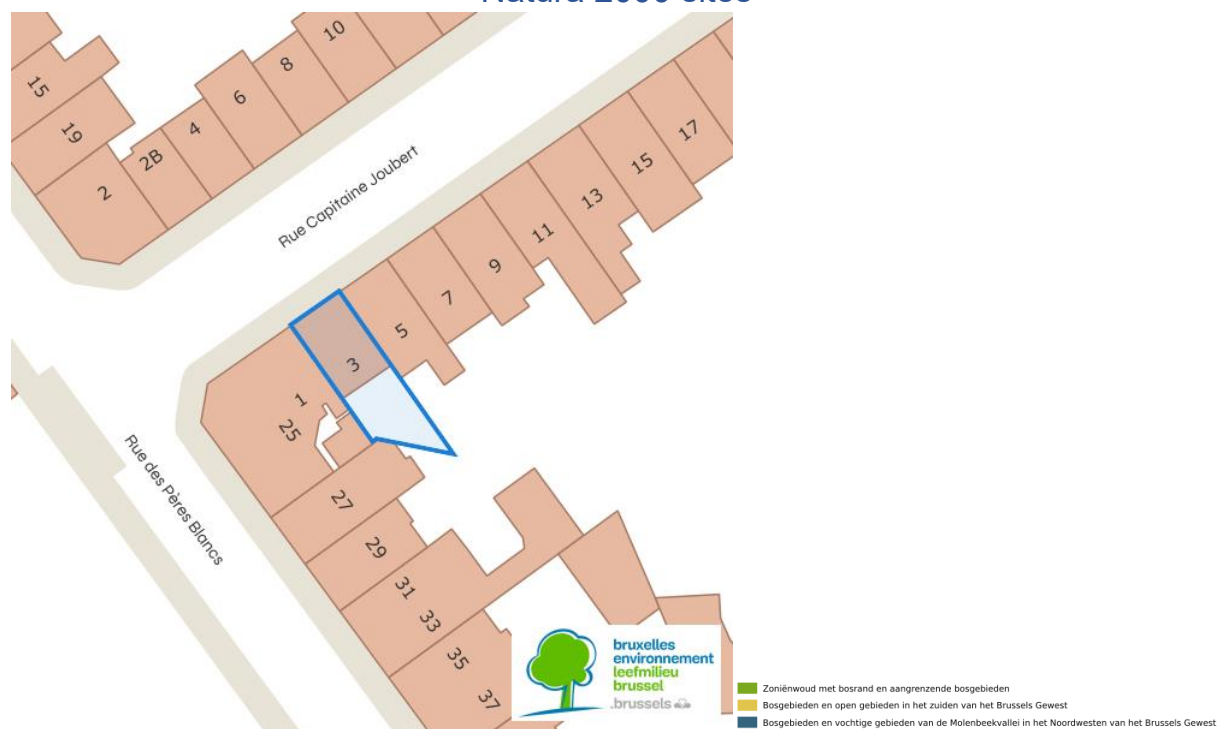 Natura 2000 sites
10
8
6
4
2B
2
15
19
17
15
13
11
9
7
5
3
1
25
27
29
31
33
35
37
Rue Capitaine Joubert
Rue des Pères Blancs
bruxelles
environnement
leefmilieu
brussel
.brussels
Zoniënwoud met bosrand en aangrenzende bosgebieden
Bosgebieden en open gebieden in het zuiden van het Brussels Gewest
Bosgebieden en vochtige gebieden van de Molenbeekvallei in het Noordwesten van het Brussels Gewest